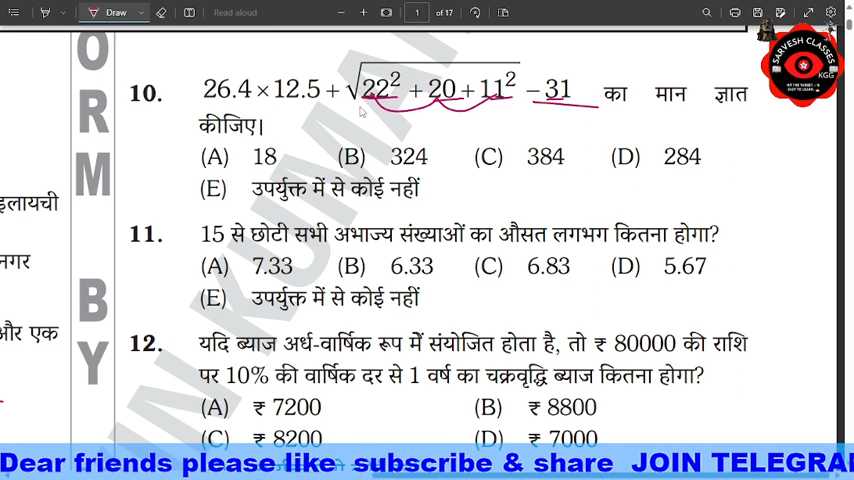 Draw
Read aloud
1
of 17
SARVESH CLASSES
KGG
O
R
M
B
Y
इलायची
नगर
और एक
10. 26.4 × 12.5 + √22² + 20 + 11² − 31 का मान ज्ञात
कीजिए।
(A) 18 (B) 324 (C) 384 (D) 284
(E) उपर्युक्त में से कोई नहीं
11. 15 से छोटी सभी अभाज्य संख्याओं का औसत लगभग कितना होगा?
(A) 7.33 (B) 6.33 (C) 6.83 (D) 5.67
(E) उपर्युक्त में से कोई नहीं
12. यदि ब्याज अर्ध-वार्षिक रूप में संयोजित होता है, तो ₹ 80000 की राशि
पर 10% की वार्षिक दर से 1 वर्ष का चक्रवृद्धि ब्याज कितना होगा?
(A) ₹ 7200 (B) ₹ 8800
(C) ₹ 8200 (D) ₹ 7000
Dear friends please like subscribe & share JOIN TELEGRA